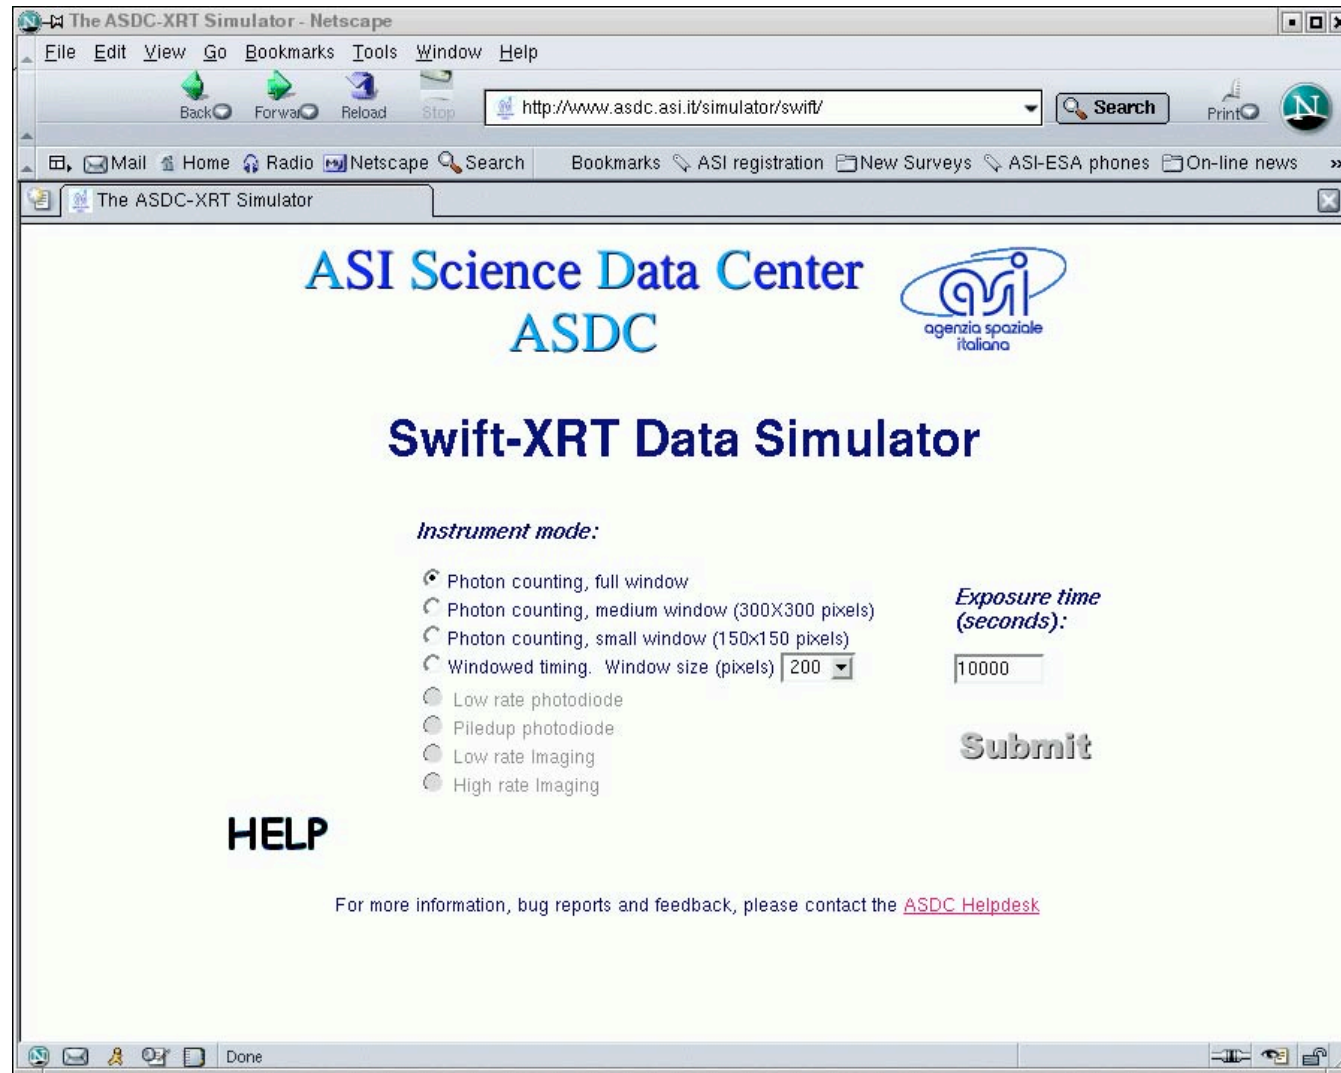 The ASDC-XRT Simulator - Netscape
File Edit View Go Bookmarks Tools Window Help
Back Forward Reload Stop http://www.asdc.asi.it/simulator/swift/ Search Print N
Mail Home Radio Netscape Search Bookmarks ASI registration New Surveys ASI-ESA phones On-line news »
The ASDC-XRT Simulator
ASI Science Data Center
ASDC
asi
agenzia spaziale
italiana
Swift-XRT Data Simulator
Instrument mode:
Photon counting, full window
Photon counting, medium window (300X300 pixels)
Photon counting, small window (150x150 pixels)
Windowed timing. Window size (pixels) 200
Low rate photodiode
Piledup photodiode
Low rate Imaging
High rate Imaging
Exposure time
(seconds):
10000
Submit
HELP
For more information, bug reports and feedback, please contact the ASDC Helpdesk
Done